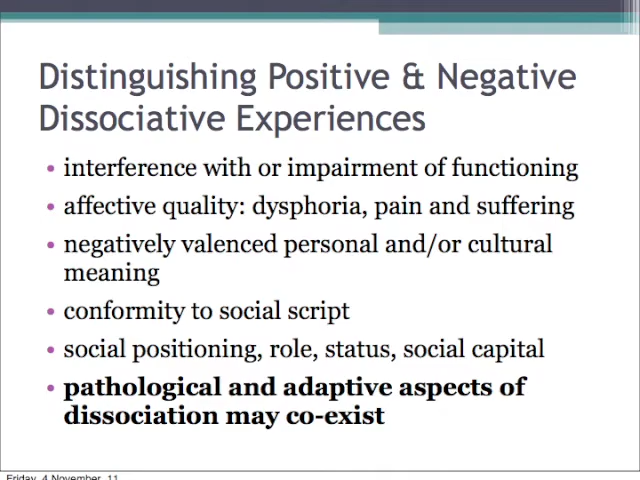 Distinguishing Positive & Negative
Dissociative Experiences
• interference with or impairment of functioning
• affective quality: dysphoria, pain and suffering
• negatively valenced personal and/or cultural
meaning
• conformity to social script
• social positioning, role, status, social capital
• pathological and adaptive aspects of
dissociation may co-exist
Friday, 4 November, 11